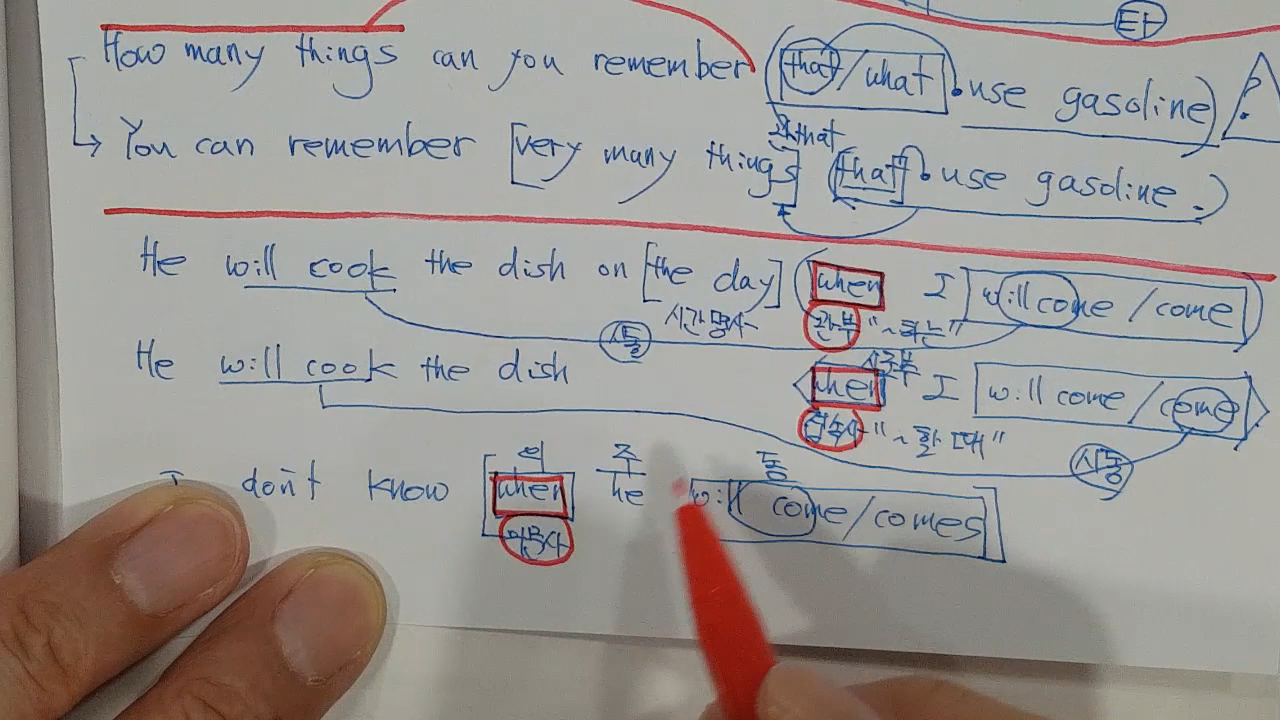 타
How many things can you remember (that/what use gasoline)?
관that
You can remember [very many things] (that use gasoline.)
He will cook the dish on [the day] (when I will come / come)
시간명사 시동 관부 "~하는"
시조부
He will cook the dish <when I will come / come>
접속사 "~할 때" 시동
의 주 동
I don't know [when he will come/comes]
의문사